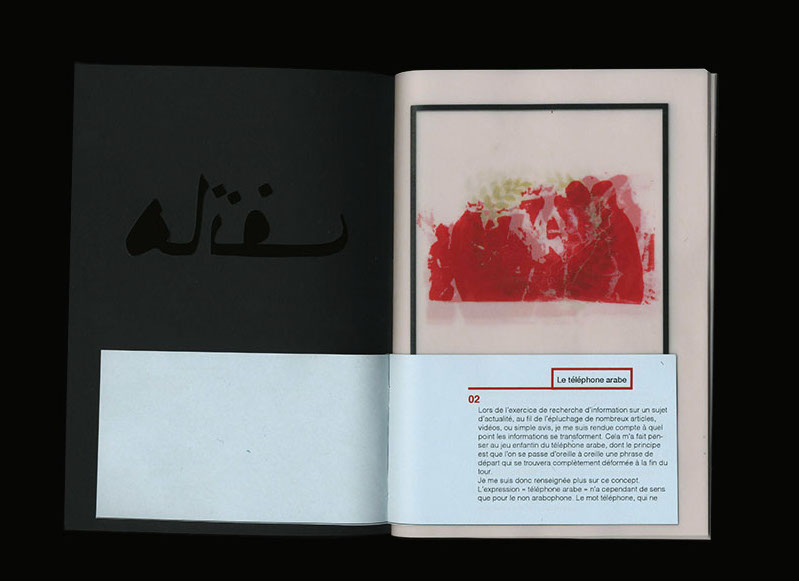 Le téléphone arabe
02
Lors de l'exercice de recherche d'information sur un sujet
d'actualité, au fil de l'épluchage de nombreux articles,
vidéos, ou simple avis, je me suis rendue compte à quel
point les informations se transforment. Cela m'a fait pen-
ser au jeu enfantin du téléphone arabe, dont le principe
est que l'on se passe d'oreille à oreille une phrase de
départ qui se trouvera complètement déformée à la fin du
tour.
Je me suis donc renseignée plus sur ce concept.
L'expression « téléphone arabe » n'a cependant de sens
que pour le non arabophone. Le mot téléphone, qui ne